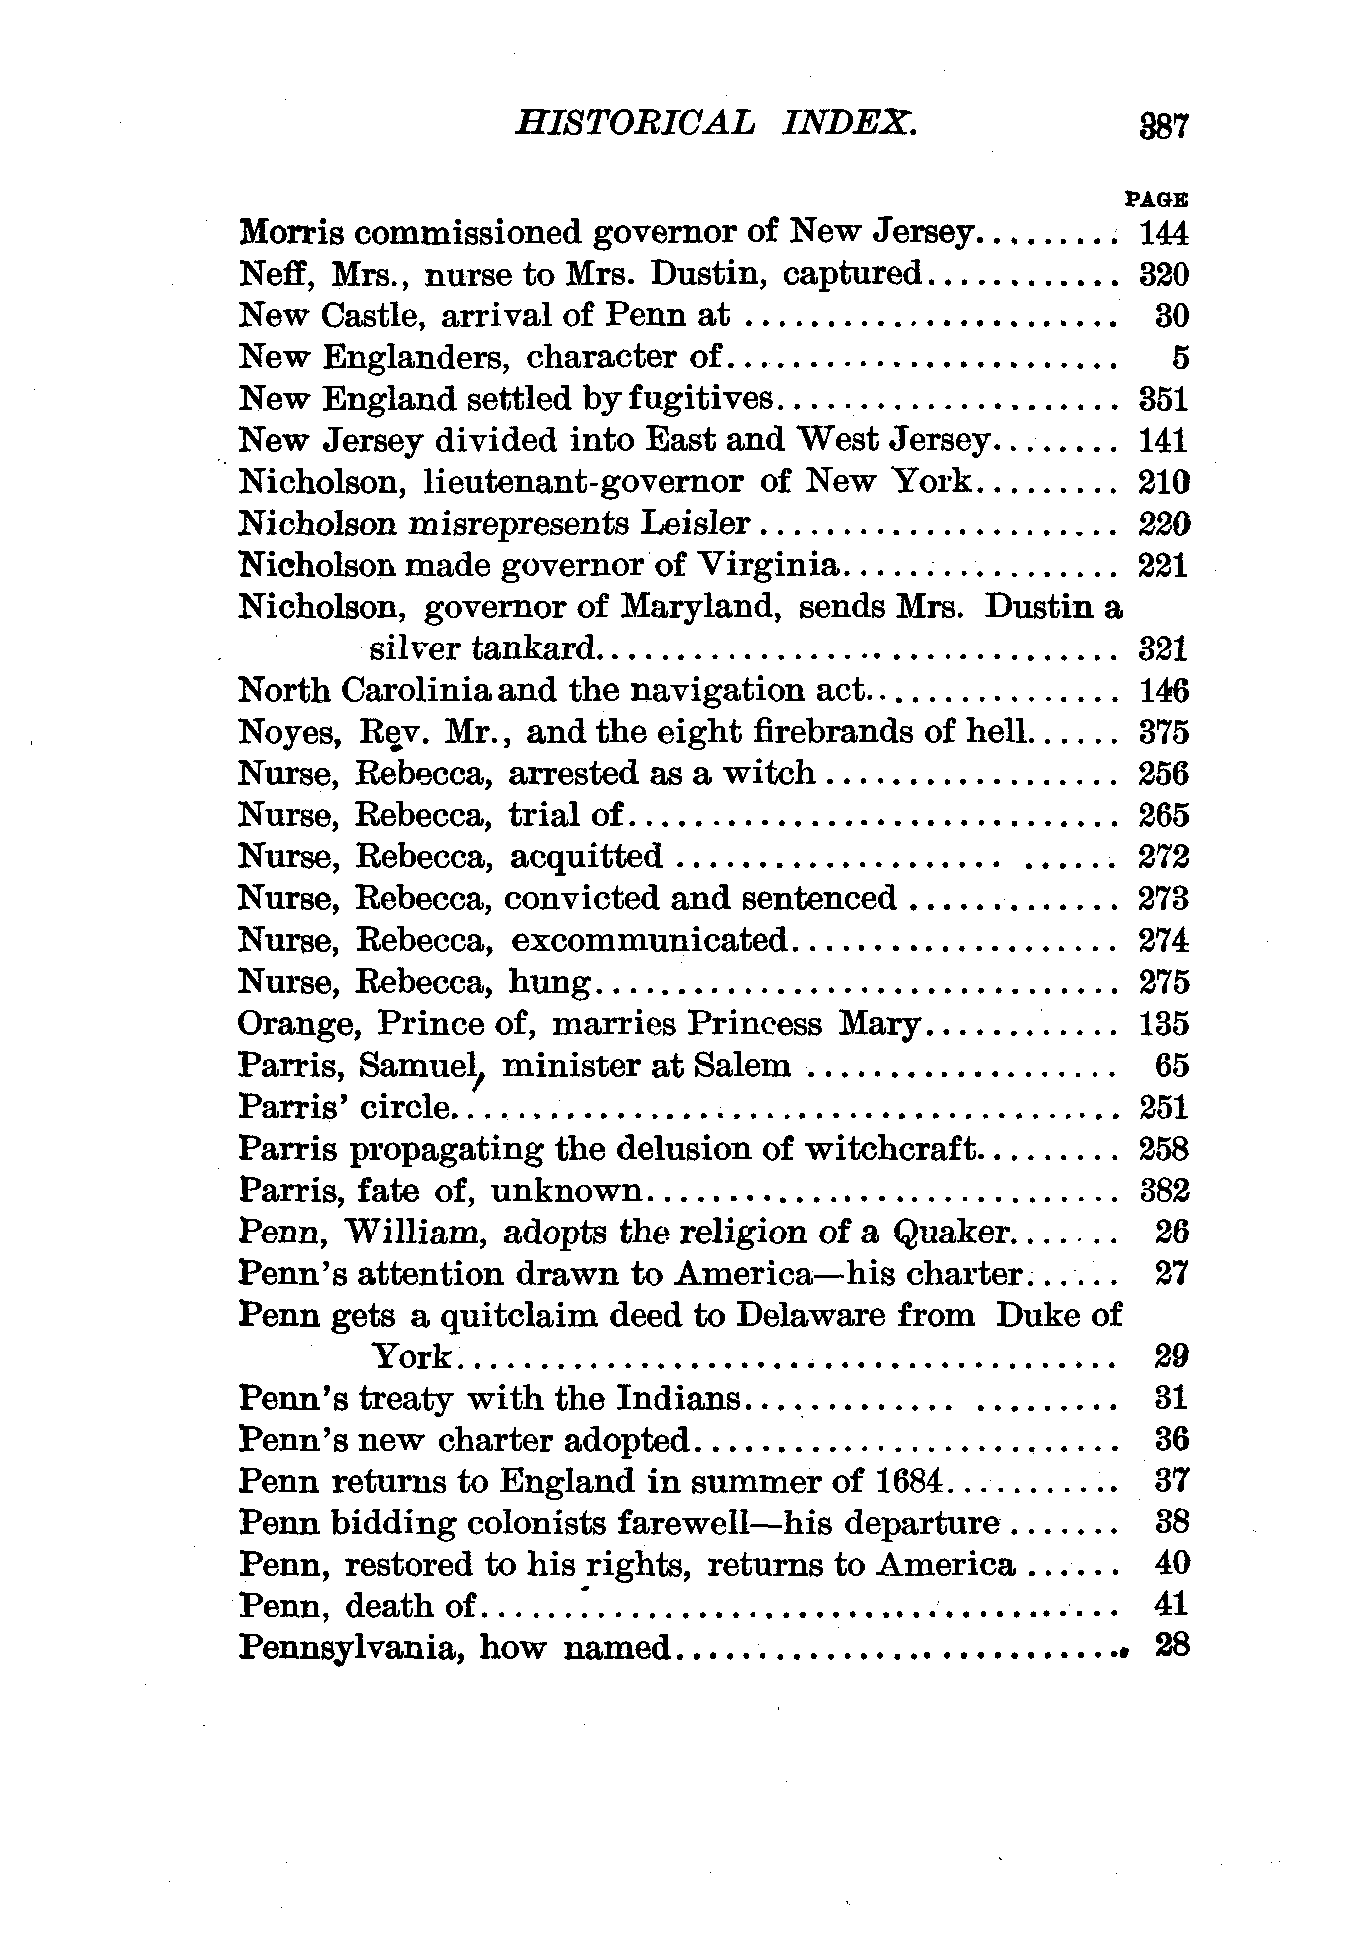 HISTORICAL INDEX. 387
PAGE
Morris commissioned governor of New Jersey......... 144
Neff, Mrs., nurse to Mrs. Dustin, captured............ 320
New Castle, arrival of Penn at ....................... 30
New Englanders, character of........................ 5
New England settled by fugitives..................... 351
New Jersey divided into East and West Jersey........ 141
Nicholson, lieutenant-governor of New York......... 210
Nicholson misrepresents Leisler ...................... 220
Nicholson made governor of Virginia................. 221
Nicholson, governor of Maryland, sends Mrs. Dustin a
silver tankard................................ 321
North Carolinia and the navigation act................ 146
Noyes, Rev. Mr., and the eight firebrands of hell...... 375
Nurse, Rebecca, arrested as a witch .................. 256
Nurse, Rebecca, trial of.............................. 265
Nurse, Rebecca, acquitted .................... ...... 272
Nurse, Rebecca, convicted and sentenced ............. 273
Nurse, Rebecca, excommunicated.................... 274
Nurse, Rebecca, hung................................ 275
Orange, Prince of, marries Princess Mary............ 135
Parris, Samuel, minister at Salem ................... 65
Parris' circle......................................... 251
Parris propagating the delusion of witchcraft......... 258
Parris, fate of, unknown............................. 382
Penn, William, adopts the religion of a Quaker....... 26
Penn's attention drawn to America—his charter...... 27
Penn gets a quitclaim deed to Delaware from Duke of
York........................................ 29
Penn's treaty with the Indians............. ......... 31
Penn's new charter adopted.......................... 36
Penn returns to England in summer of 1684........... 37
Penn bidding colonists farewell—his departure ....... 38
Penn, restored to his rights, returns to America ...... 40
Penn, death of....................................... 41
Pennsylvania, how named............................ 28